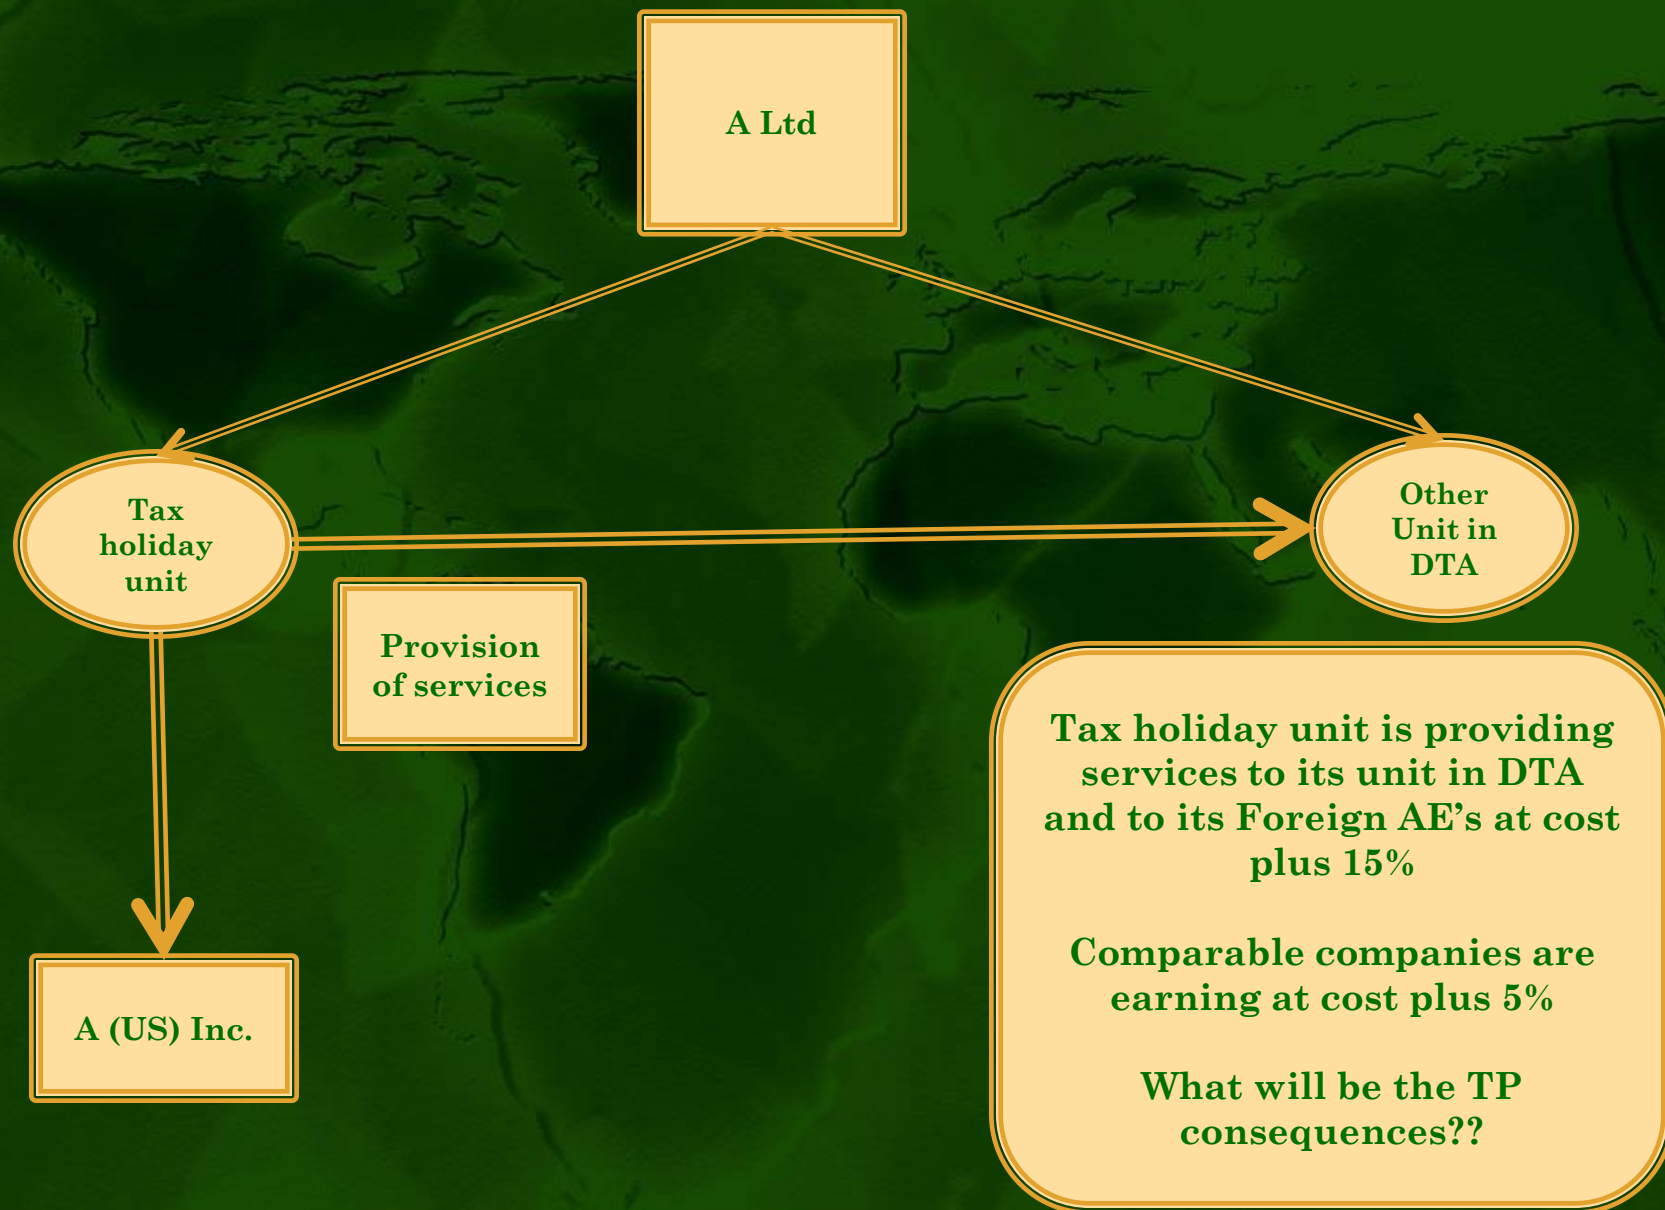 A Ltd
Tax
holiday
unit
Other
Unit in
DTA
Provision
of services
A (US) Inc.
Tax holiday unit is providing
services to its unit in DTA
and to its Foreign AE’s at cost
plus 15%
Comparable companies are
earning at cost plus 5%
What will be the TP
consequences??